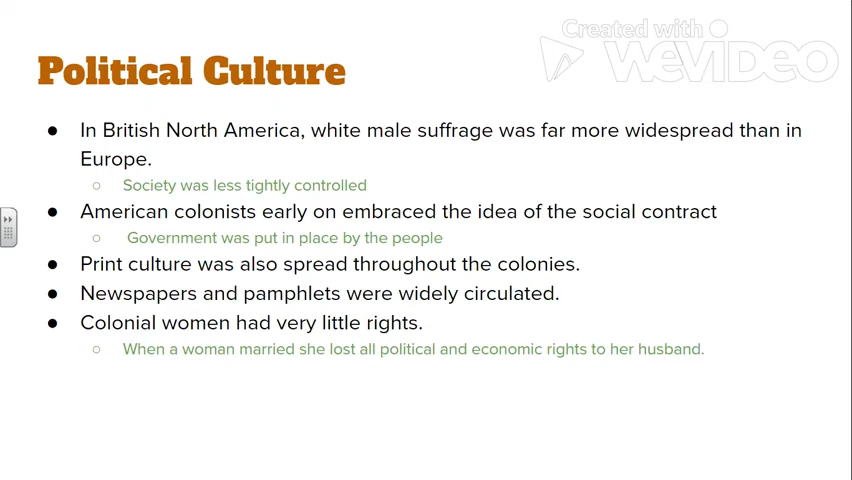 Created with
WEVIDEO
Political Culture
● In British North America, white male suffrage was far more widespread than in
Europe.
○ Society was less tightly controlled
● American colonists early on embraced the idea of the social contract
○ Government was put in place by the people
● Print culture was also spread throughout the colonies.
● Newspapers and pamphlets were widely circulated.
● Colonial women had very little rights.
○ When a woman married she lost all political and economic rights to her husband.